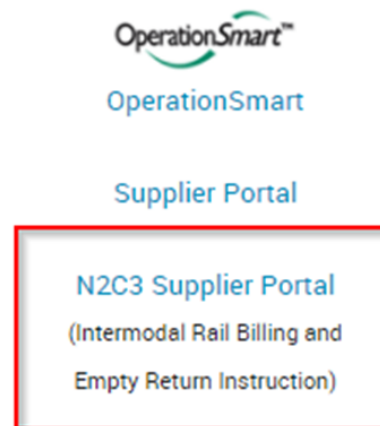 OperationSmart™
OperationSmart
Supplier Portal
N2C3 Supplier Portal
(Intermodal Rail Billing and
Empty Return Instruction)